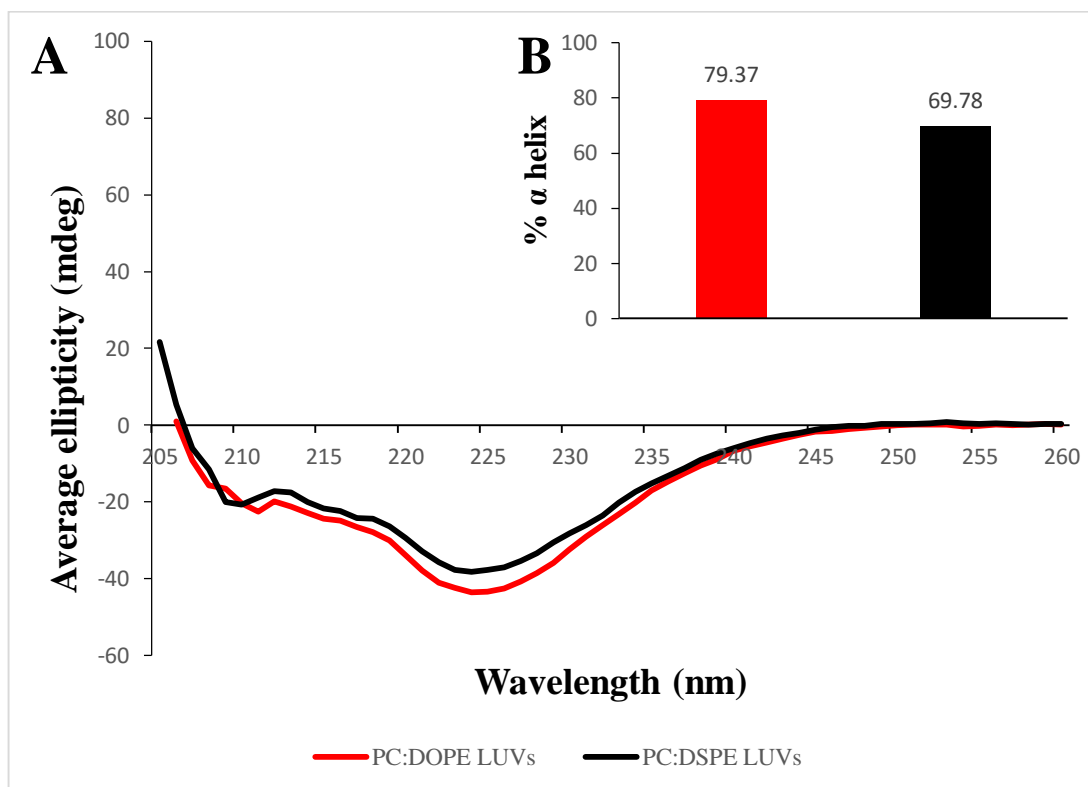 A
Average ellipticity (mdeg)
100
80
60
40
20
0
-20
-40
-60
205 210 215 220 225 230 235 240 245 250 255 260
Wavelength (nm)
B
% α helix
100
80
60
40
20
0
79.37
69.78
PC:DOPE LUVs PC:DSPE LUVs